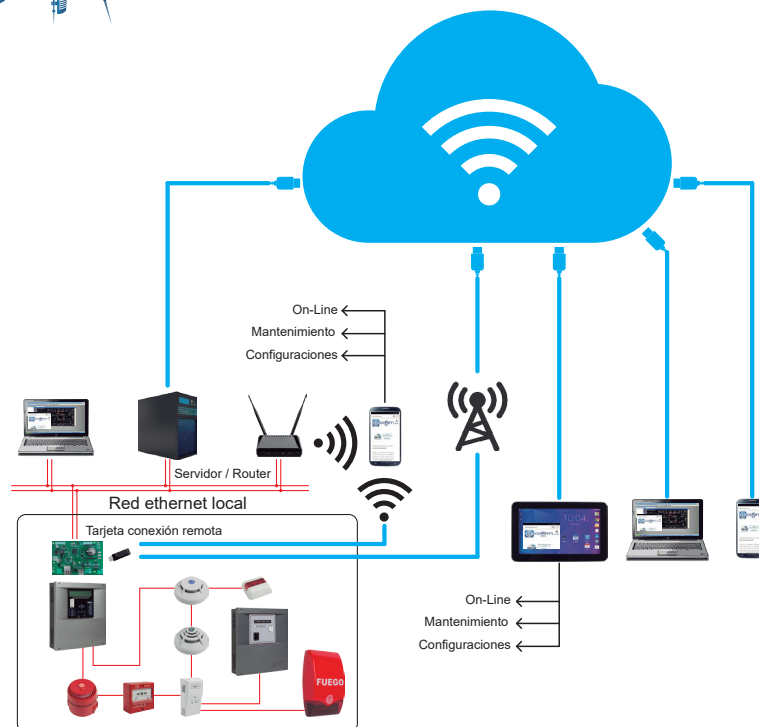 On-Line
Mantenimiento
Configuraciones
Servidor / Router
Red ethernet local
Tarjeta conexión remota
On-Line
Mantenimiento
Configuraciones
FUEGO